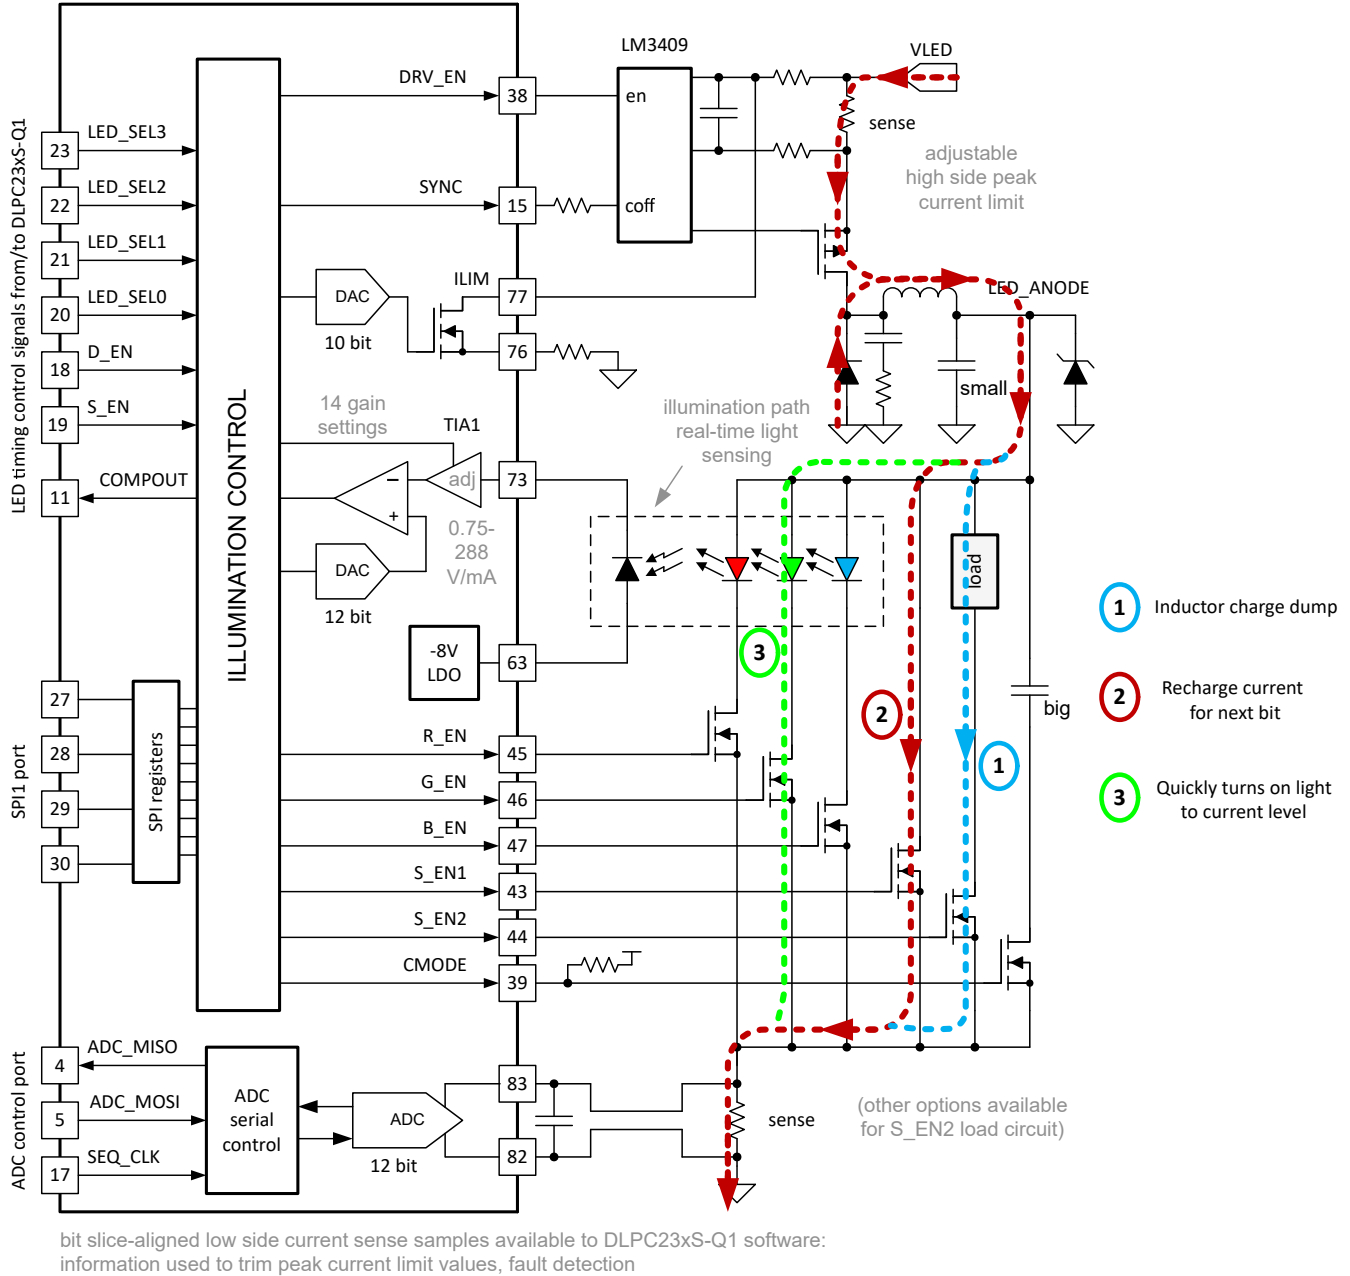 LED timing control signals from/to DLPC23xS-Q1
23
LED_SEL3
22
LED_SEL2
21
LED_SEL1
20
LED_SEL0
18
D_EN
19
S_EN
11
COMPOUT
SPI1 port
27
28
29
30
SPI registers
ILLUMINATION CONTROL
ADC control port
4
ADC_MISO
5
ADC_MOSI
17
SEQ_CLK
ADC
serial
control
ADC
12 bit
DRV_EN
38
SYNC
15
DAC
10 bit
ILIM
77
76
14 gain
settings
TIA1
adj
73
−
+
0.75-
288
V/mA
DAC
12 bit
-8V
LDO
63
R_EN
45
G_EN
46
B_EN
47
S_EN1
43
S_EN2
44
CMODE
39
83
82
LM3409
en
coff
VLED
sense
adjustable
high side peak
current limit
LED_ANODE
small
illumination path
real-time light
sensing
load
big
3
2
1
sense
(other options available
for S_EN2 load circuit)
1
Inductor charge dump
2
Recharge current
for next bit
3
Quickly turns on light
to current level
bit slice-aligned low side current sense samples available to DLPC23xS-Q1 software:
information used to trim peak current limit values, fault detection